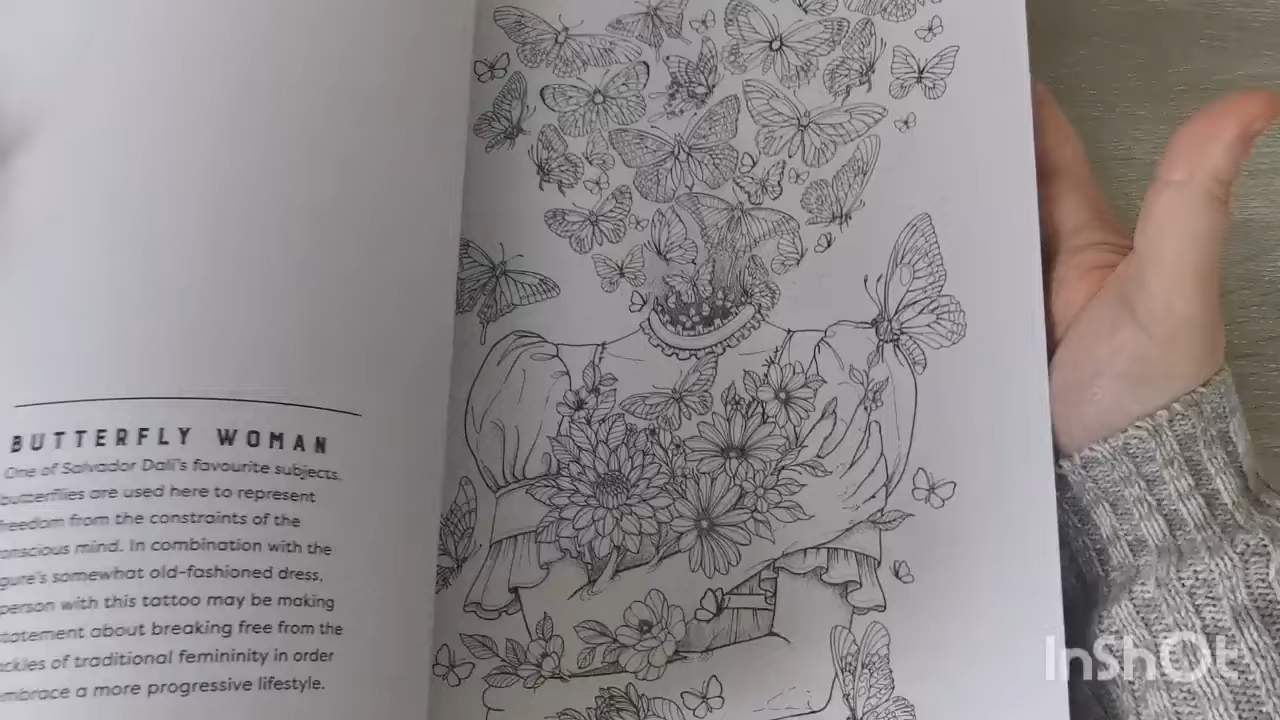 BUTTERFLY WOMAN
One of Salvador Dalí's favourite subjects,
butterflies are used here to represent
freedom from the constraints of the
conscious mind. In combination with the
figure's somewhat old-fashioned dress,
person with this tattoo may be making
statement about breaking free from the
shackles of traditional femininity in order
embrace a more progressive lifestyle.
InShOt